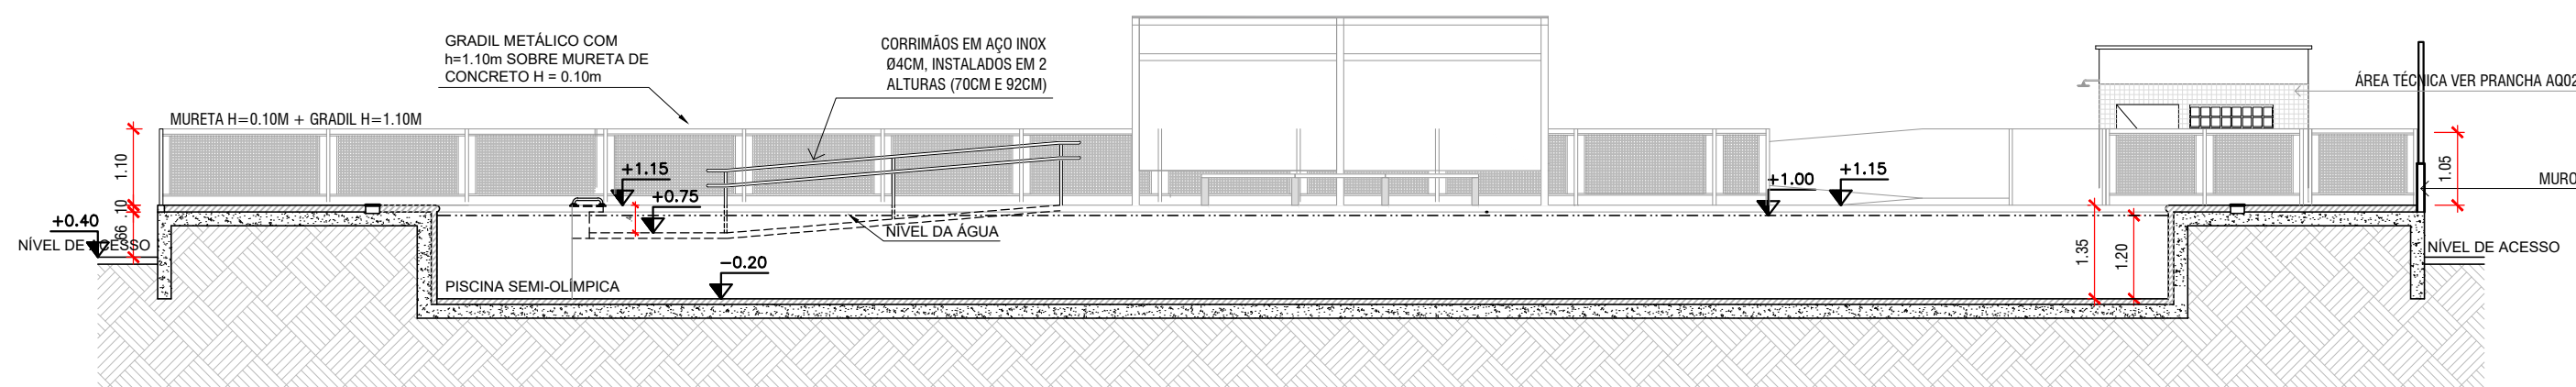 GRADIL METÁLICO COM
h=1.10m SOBRE MURETA DE
CONCRETO H = 0.10m
CORRIMÃOS EM AÇO INOX
Ø4CM, INSTALADOS EM 2
ALTURAS (70CM E 92CM)
ÁREA TÉCNICA VER PRANCHA AQ02
MURETA H=0.10M + GRADIL H=1.10M
1.10
+1.15
+0.75
+1.00
+1.15
1.05
MURO
10
+0.40
.66
NÍVEL DE ACESSO
NÍVEL DA ÁGUA
1.35
1.20
NÍVEL DE ACESSO
-0.20
PISCINA SEMI-OLÍMPICA